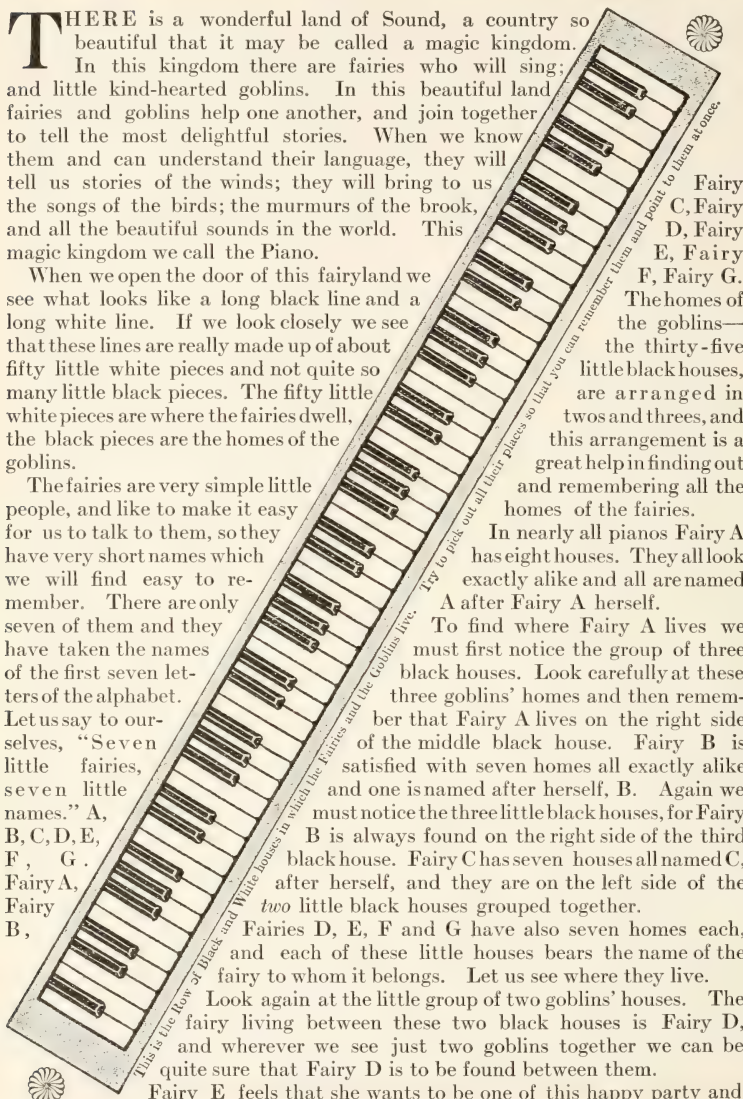 THERE is a wonderful land of Sound, a country so
beautiful that it may be called a magic kingdom.
In this kingdom there are fairies who will sing;
and little kind-hearted goblins. In this beautiful land
fairies and goblins help one another, and join together
to tell the most delightful stories. When we know
them and can understand their language, they will
tell us stories of the winds; they will bring to us
the songs of the birds; the murmurs of the brook,
and all the beautiful sounds in the world. This
magic kingdom we call the Piano.
When we open the door of this fairyland we
see what looks like a long black line and a
long white line. If we look closely we see
that these lines are really made up of about
fifty little white pieces and not quite so
many little black pieces. The fifty little
white pieces are where the fairies dwell,
the black pieces are the homes of the
goblins.
The fairies are very simple little
people, and like to make it easy
for us to talk to them, so they
have very short names which
we will find easy to re-
member. There are only
seven of them and they
have taken the names
of the first seven let-
ters of the alphabet.
Let us say to our-
selves, "Seven
little fairies,
seven little
names." A,
B, C, D, E,
F, G.
Fairy A,
Fairy
B,
This is the Row of Black and White houses in which the Fairies and the Goblins live. Try to pick out all their places so that you can remember them and point to them at once.
Fairy
C, Fairy
D, Fairy
E, Fairy
F, Fairy G.
The homes of
the goblins—
the thirty-five
little black houses,
are arranged in
twos and threes, and
this arrangement is a
great help in finding out
and remembering all the
homes of the fairies.
In nearly all pianos Fairy A
has eight houses. They all look
exactly alike and all are named
A after Fairy A herself.
To find where Fairy A lives we
must first notice the group of three
black houses. Look carefully at these
three goblins' homes and then remem-
ber that Fairy A lives on the right side
of the middle black house. Fairy B is
satisfied with seven homes all exactly alike
and one is named after herself, B. Again we
must notice the three little black houses, for Fairy
B is always found on the right side of the third
black house. Fairy C has seven houses all named C,
after herself, and they are on the left side of the
two little black houses grouped together.
Fairies D, E, F and G have also seven homes each,
and each of these little houses bears the name of the
fairy to whom it belongs. Let us see where they live.
Look again at the little group of two goblins' houses. The
fairy living between these two black houses is Fairy D,
and wherever we see just two goblins together we can be
quite sure that Fairy D is to be found between them.
Fairy E feels that she wants to be one of this happy party and